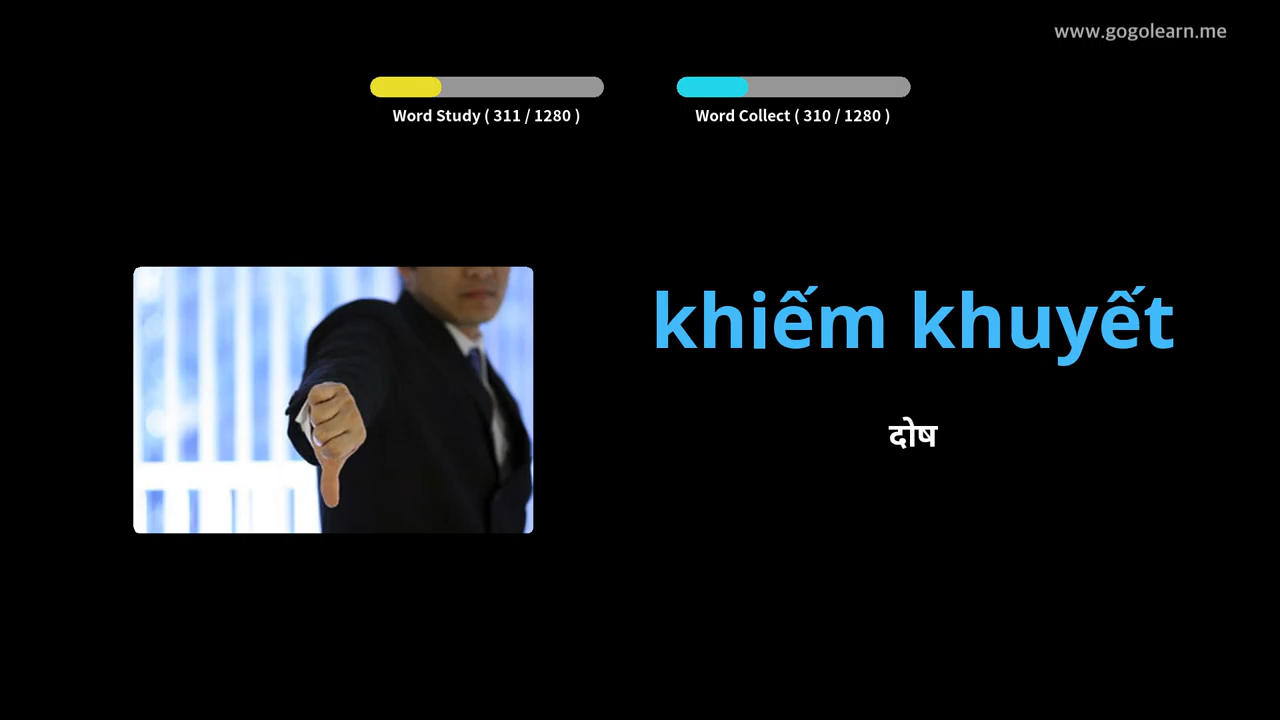 www.gogolearn.me
Word Study ( 311 / 1280 )
Word Collect ( 310 / 1280 )
khiếm khuyết
दोष